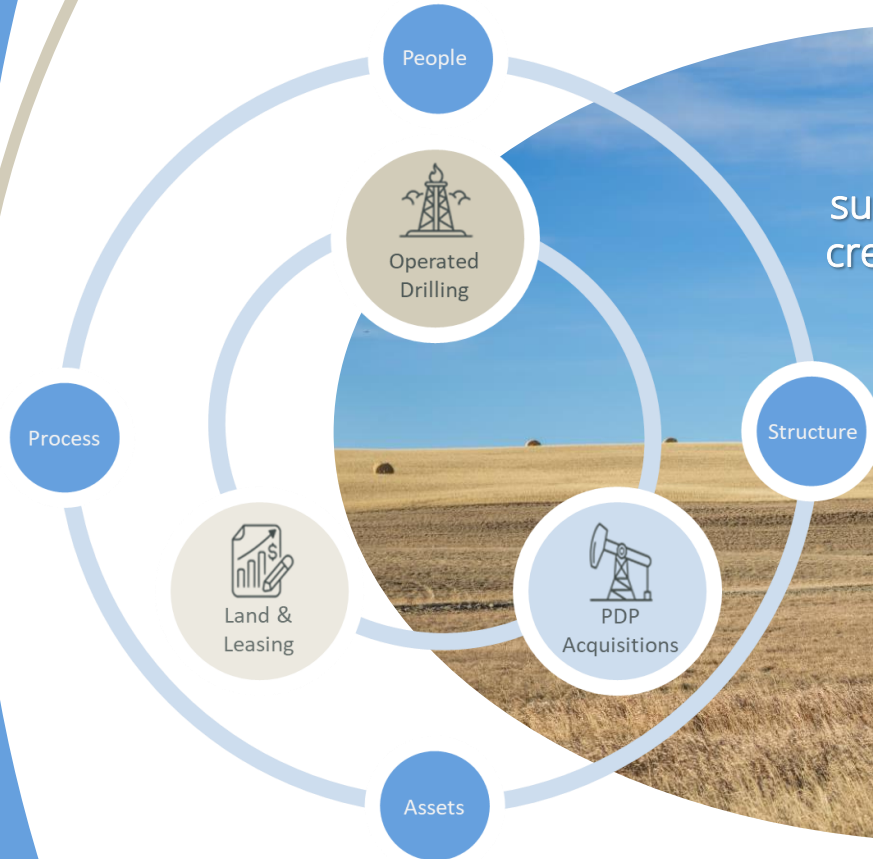 People
Operated
Drilling
Process
Structure
$
Land &
Leasing
PDP
Acquisitions
Assets